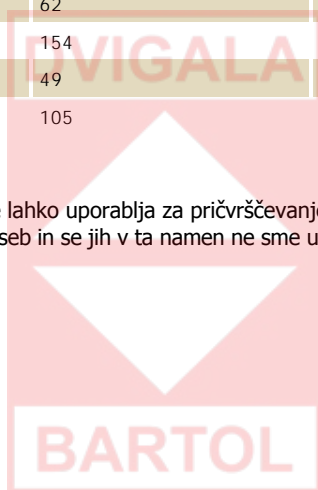 62
DVIGALA
154
49
105
lahko uporablja za pričvrščevanje
seb in se jih v ta namen ne sme u
BARTOL